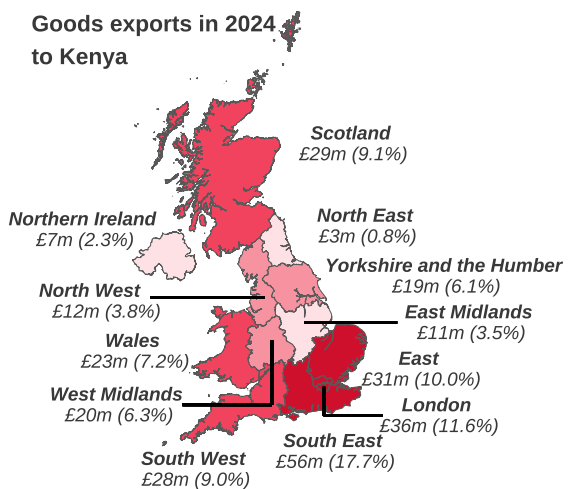 Goods exports in 2024
to Kenya
Scotland
£29m (9.1%)
Northern Ireland
£7m (2.3%)
North East
£3m (0.8%)
Yorkshire and the Humber
£19m (6.1%)
North West
£12m (3.8%)
East Midlands
£11m (3.5%)
Wales
£23m (7.2%)
East
£31m (10.0%)
West Midlands
£20m (6.3%)
London
£36m (11.6%)
South East
£56m (17.7%)
South West
£28m (9.0%)